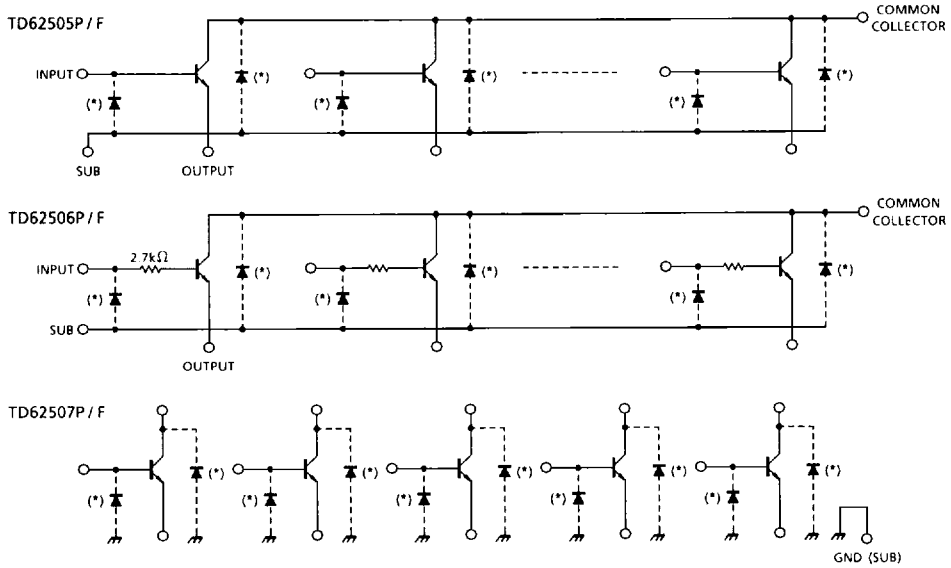 TD62505P / F
COMMON
COLLECTOR
INPUT
(*)
(*)
(*)
(*)
(*)
(*)
SUB
OUTPUT
TD62506P / F
COMMON
COLLECTOR
2.7kΩ
INPUT
(*)
(*)
(*)
(*)
(*)
(*)
SUB
OUTPUT
TD62507P / F
(*)
(*)
(*)
(*)
(*)
(*)
(*)
(*)
(*)
(*)
GND (SUB)